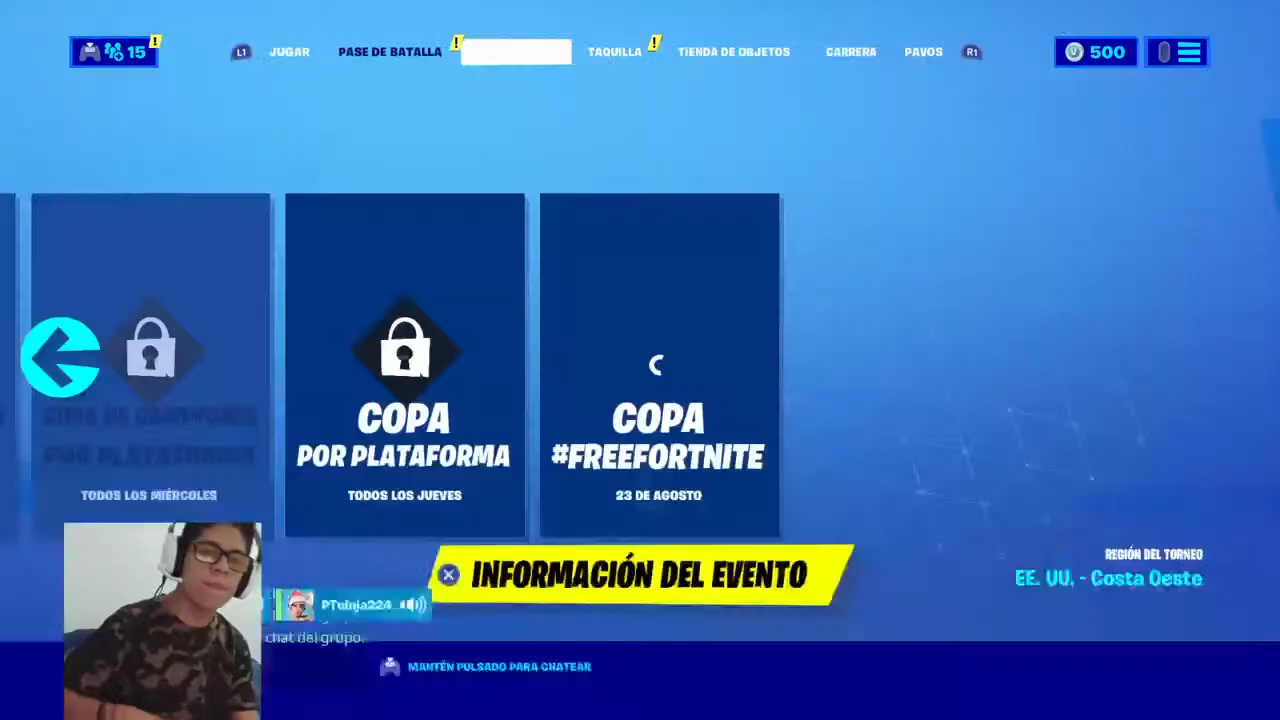 15
L1
JUGAR
PASE DE BATALLA
TAQUILLA
TIENDA DE OBJETOS
CARRERA
PAVOS
R1
500
COPA
POR PLATAFORMA
TODOS LOS MIÉRCOLES
TODOS LOS JUEVES
COPA
#FREEFORTNITE
23 DE AGOSTO
INFORMACIÓN DEL EVENTO
REGIÓN DEL TORNEO
EE. UU. - Costa Oeste
chat del grupo.
MANTÉN PULSADO PARA CHATEAR